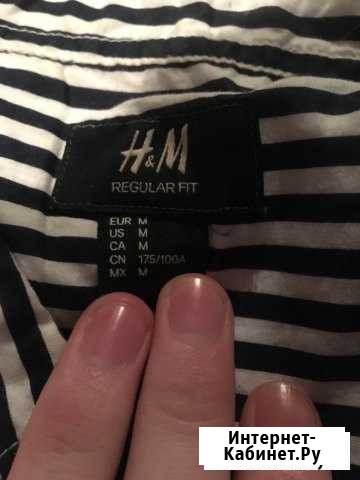 H&M
REGULAR FIT
EUR M
US M
CA M
CN 175/100A
MX M
Интернет-
Кабинет.Ру